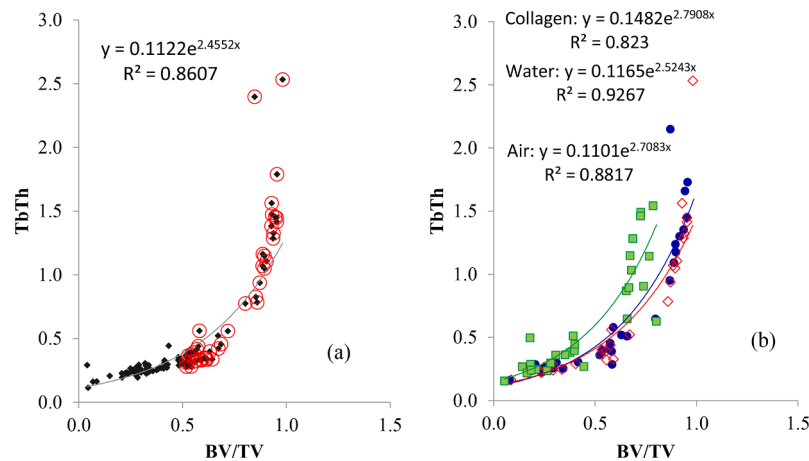 3.0
2.5
2.0
1.5
1.0
0.5
0.0
TbTh
y = 0.1122e^2.4552x
R² = 0.8607
(a)
0.0
0.5
1.0
1.5
BV/TV
Collagen: y = 0.1482e^2.7908x
R² = 0.823
Water: y = 0.1165e^2.5243x
R² = 0.9267
Air: y = 0.1101e^2.7083x
R² = 0.8817
3.0
2.5
2.0
1.5
1.0
0.5
0.0
TbTh
(b)
0.0
0.5
1.0
1.5
BV/TV